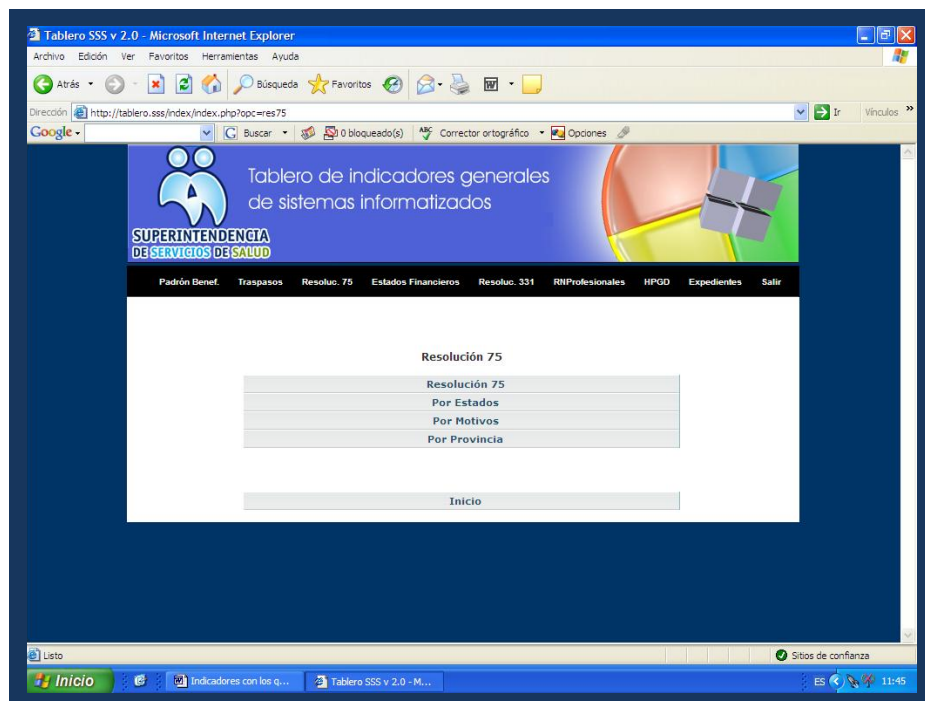 Tablero SSS v 2.0 - Microsoft Internet Explorer
Archivo Edición Ver Favoritos Herramientas Ayuda
Atrás Búsqueda Favoritos
Dirección http://tablero.sss/index/index.php?opc=res75 Ir Vínculos »
Google Buscar 0 bloqueado(s) ABC Corrector ortográfico Opciones
Tablero de indicadores generales
de sistemas informatizados
SUPERINTENDENCIA
DE SERVICIOS DE SALUD
Padrón Benef. Traspasos Resoluc. 75 Estados Financieros Resoluc. 331 RNProfesionales HPGD Expedientes Salir
Resolución 75
Resolución 75
Por Estados
Por Motivos
Por Provincia
Inicio
Listo Sitios de confianza
Inicio Indicadores con los q... Tablero SSS v 2.0 - M... ES 11:45